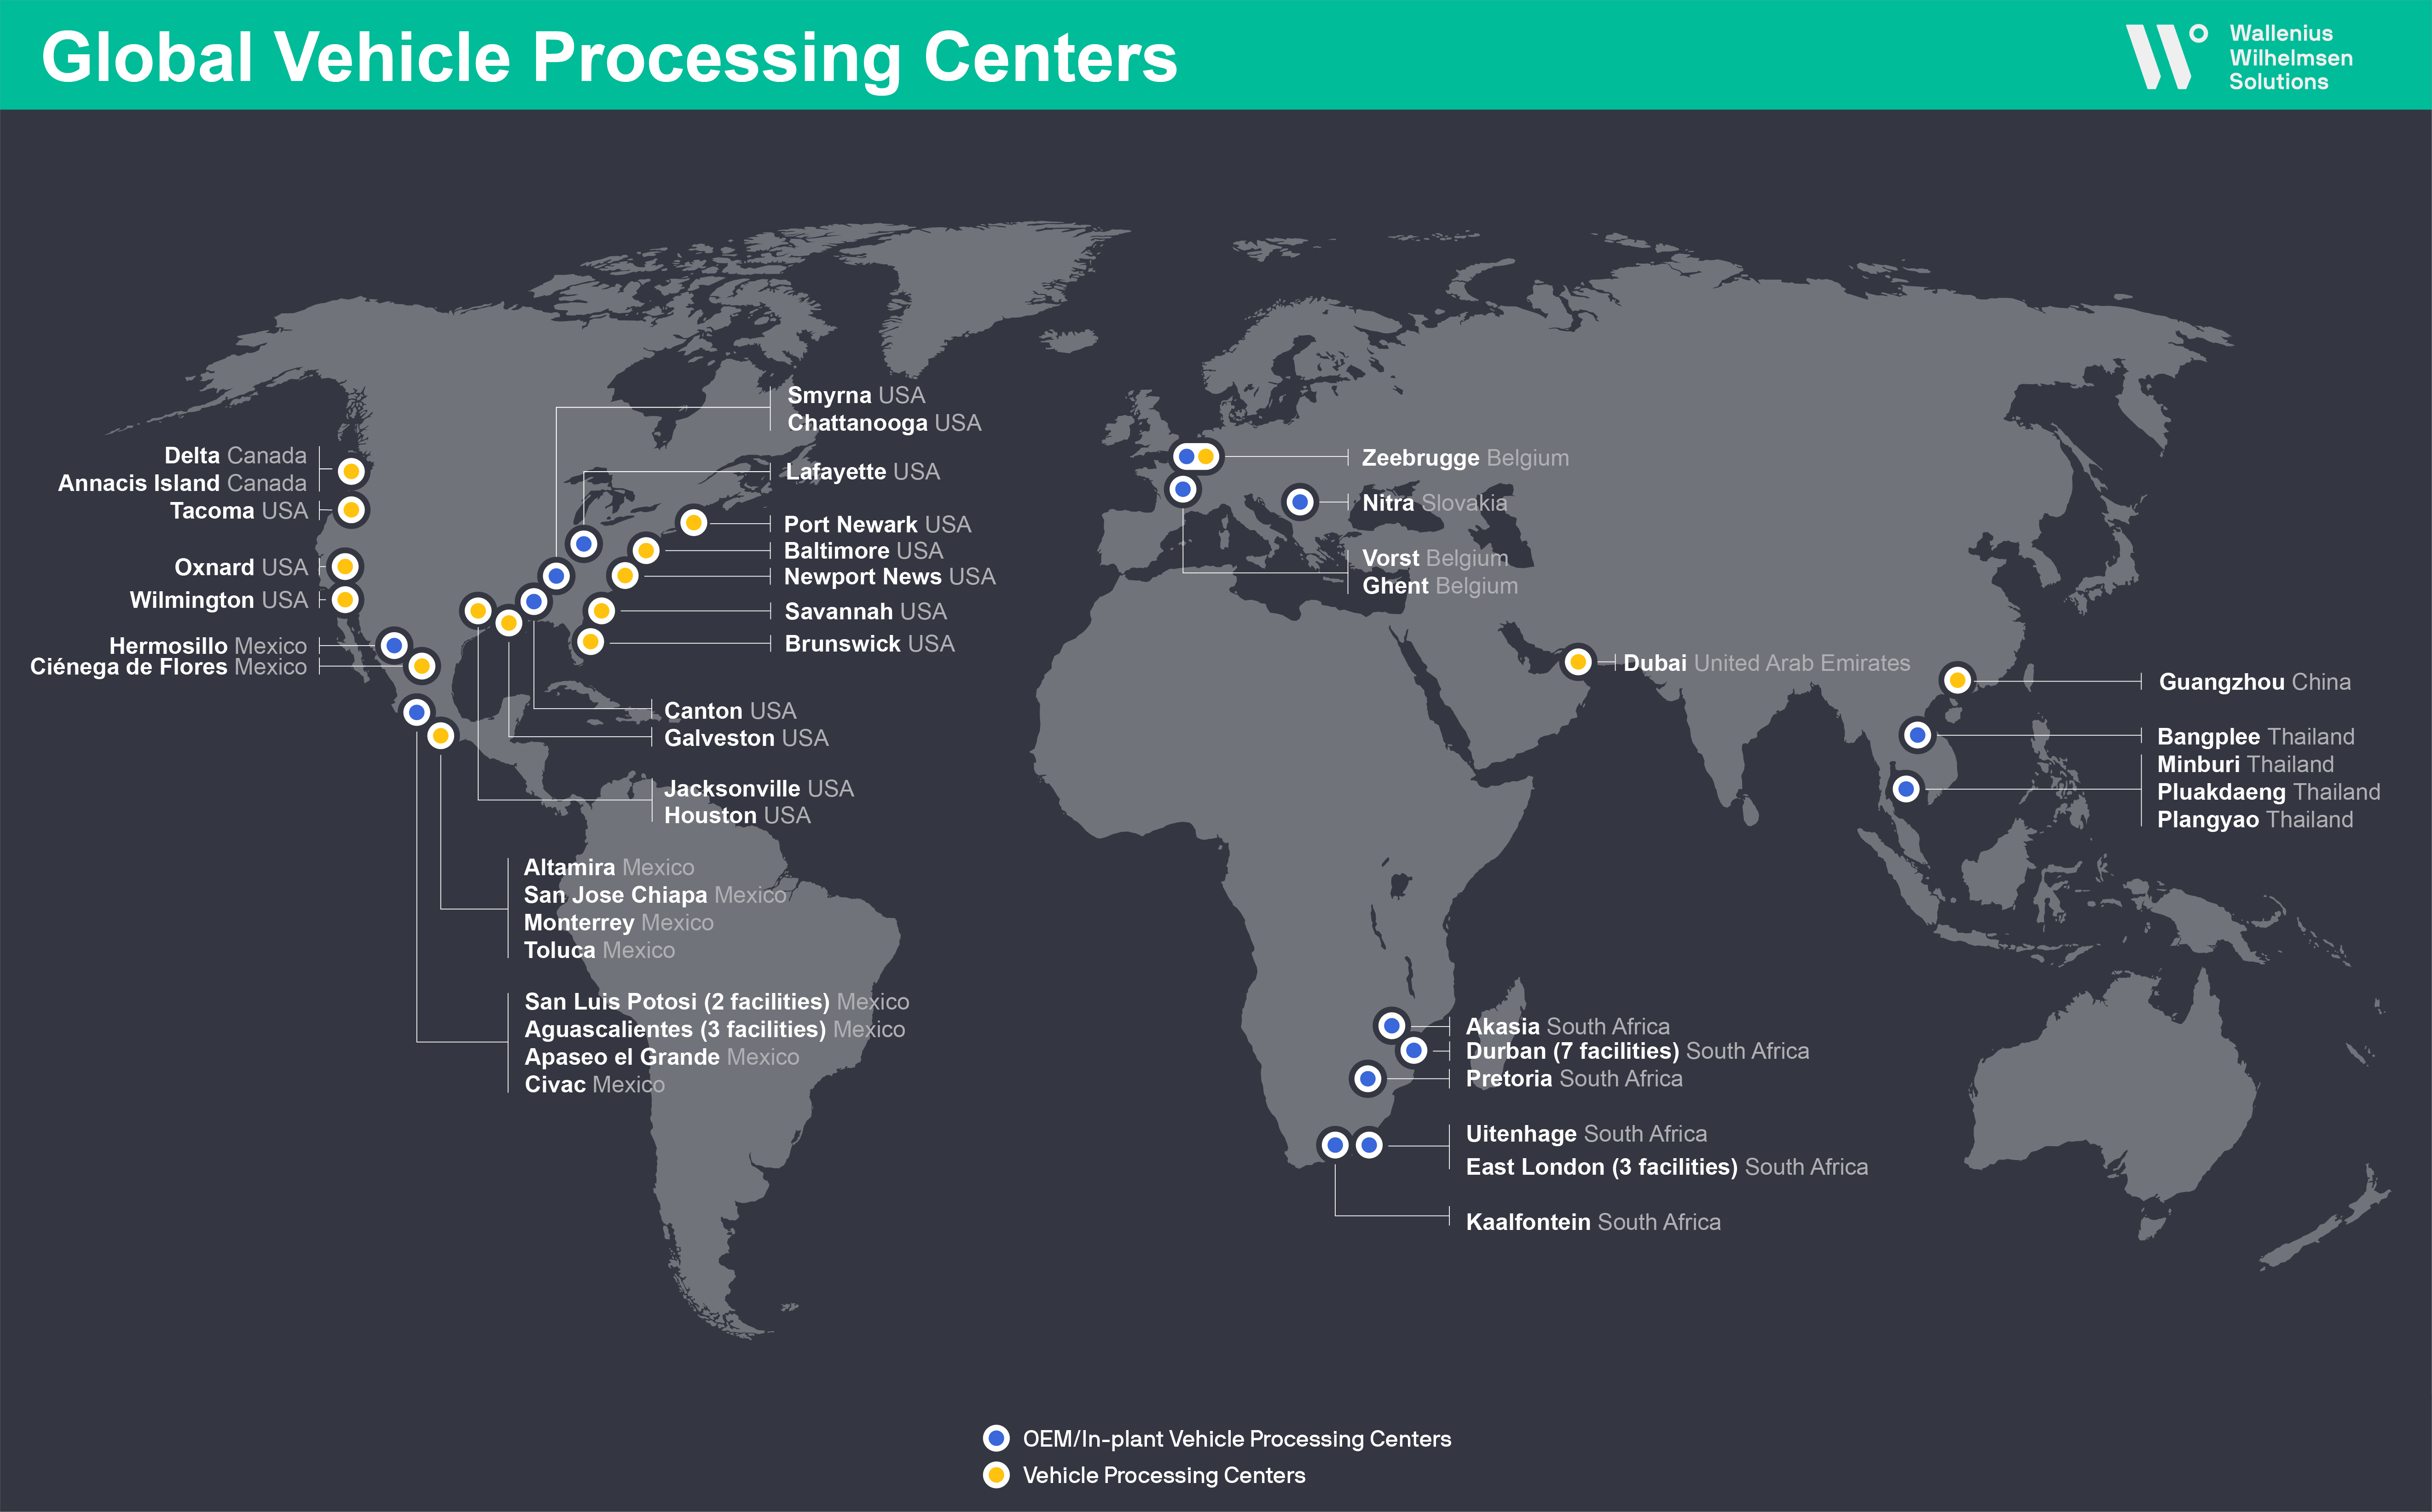 Global Vehicle Processing Centers
Wallenius
Wilhelmsen
Solutions
Smyrna USA
Chattanooga USA
Lafayette USA
Delta Canada
Annacis Island Canada
Tacoma USA
Oxnard USA
Wilmington USA
Hermosillo Mexico
Ciénega de Flores Mexico
Port Newark USA
Baltimore USA
Newport News USA
Savannah USA
Brunswick USA
Canton USA
Galveston USA
Jacksonville USA
Houston USA
Altamira Mexico
San Jose Chiapa Mexico
Monterrey Mexico
Toluca Mexico
San Luis Potosi (2 facilities) Mexico
Aguascalientes (3 facilities) Mexico
Apaseo el Grande Mexico
Civac Mexico
Zeebrugge Belgium
Nitra Slovakia
Vorst Belgium
Ghent Belgium
Dubai United Arab Emirates
Guangzhou China
Bangplee Thailand
Minburi Thailand
Pluakdaeng Thailand
Plangyao Thailand
Akasia South Africa
Durban (7 facilities) South Africa
Pretoria South Africa
Uitenhage South Africa
East London (3 facilities) South Africa
Kaalfontein South Africa
OEM/In-plant Vehicle Processing Centers
Vehicle Processing Centers